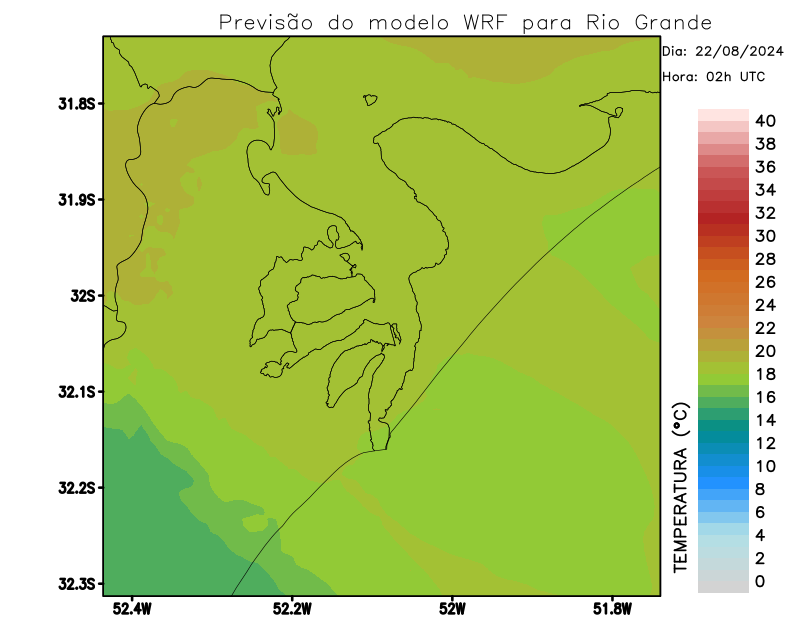 Previsão do modelo WRF para Rio Grande
Dia: 22/08/2024
Hora: 02h UTC
31.8S
31.9S
32S
32.1S
32.2S
32.3S
52.4W
52.2W
52W
51.8W
TEMPERATURA (°C)
40
38
36
34
32
30
28
26
24
22
20
18
16
14
12
10
8
6
4
2
0